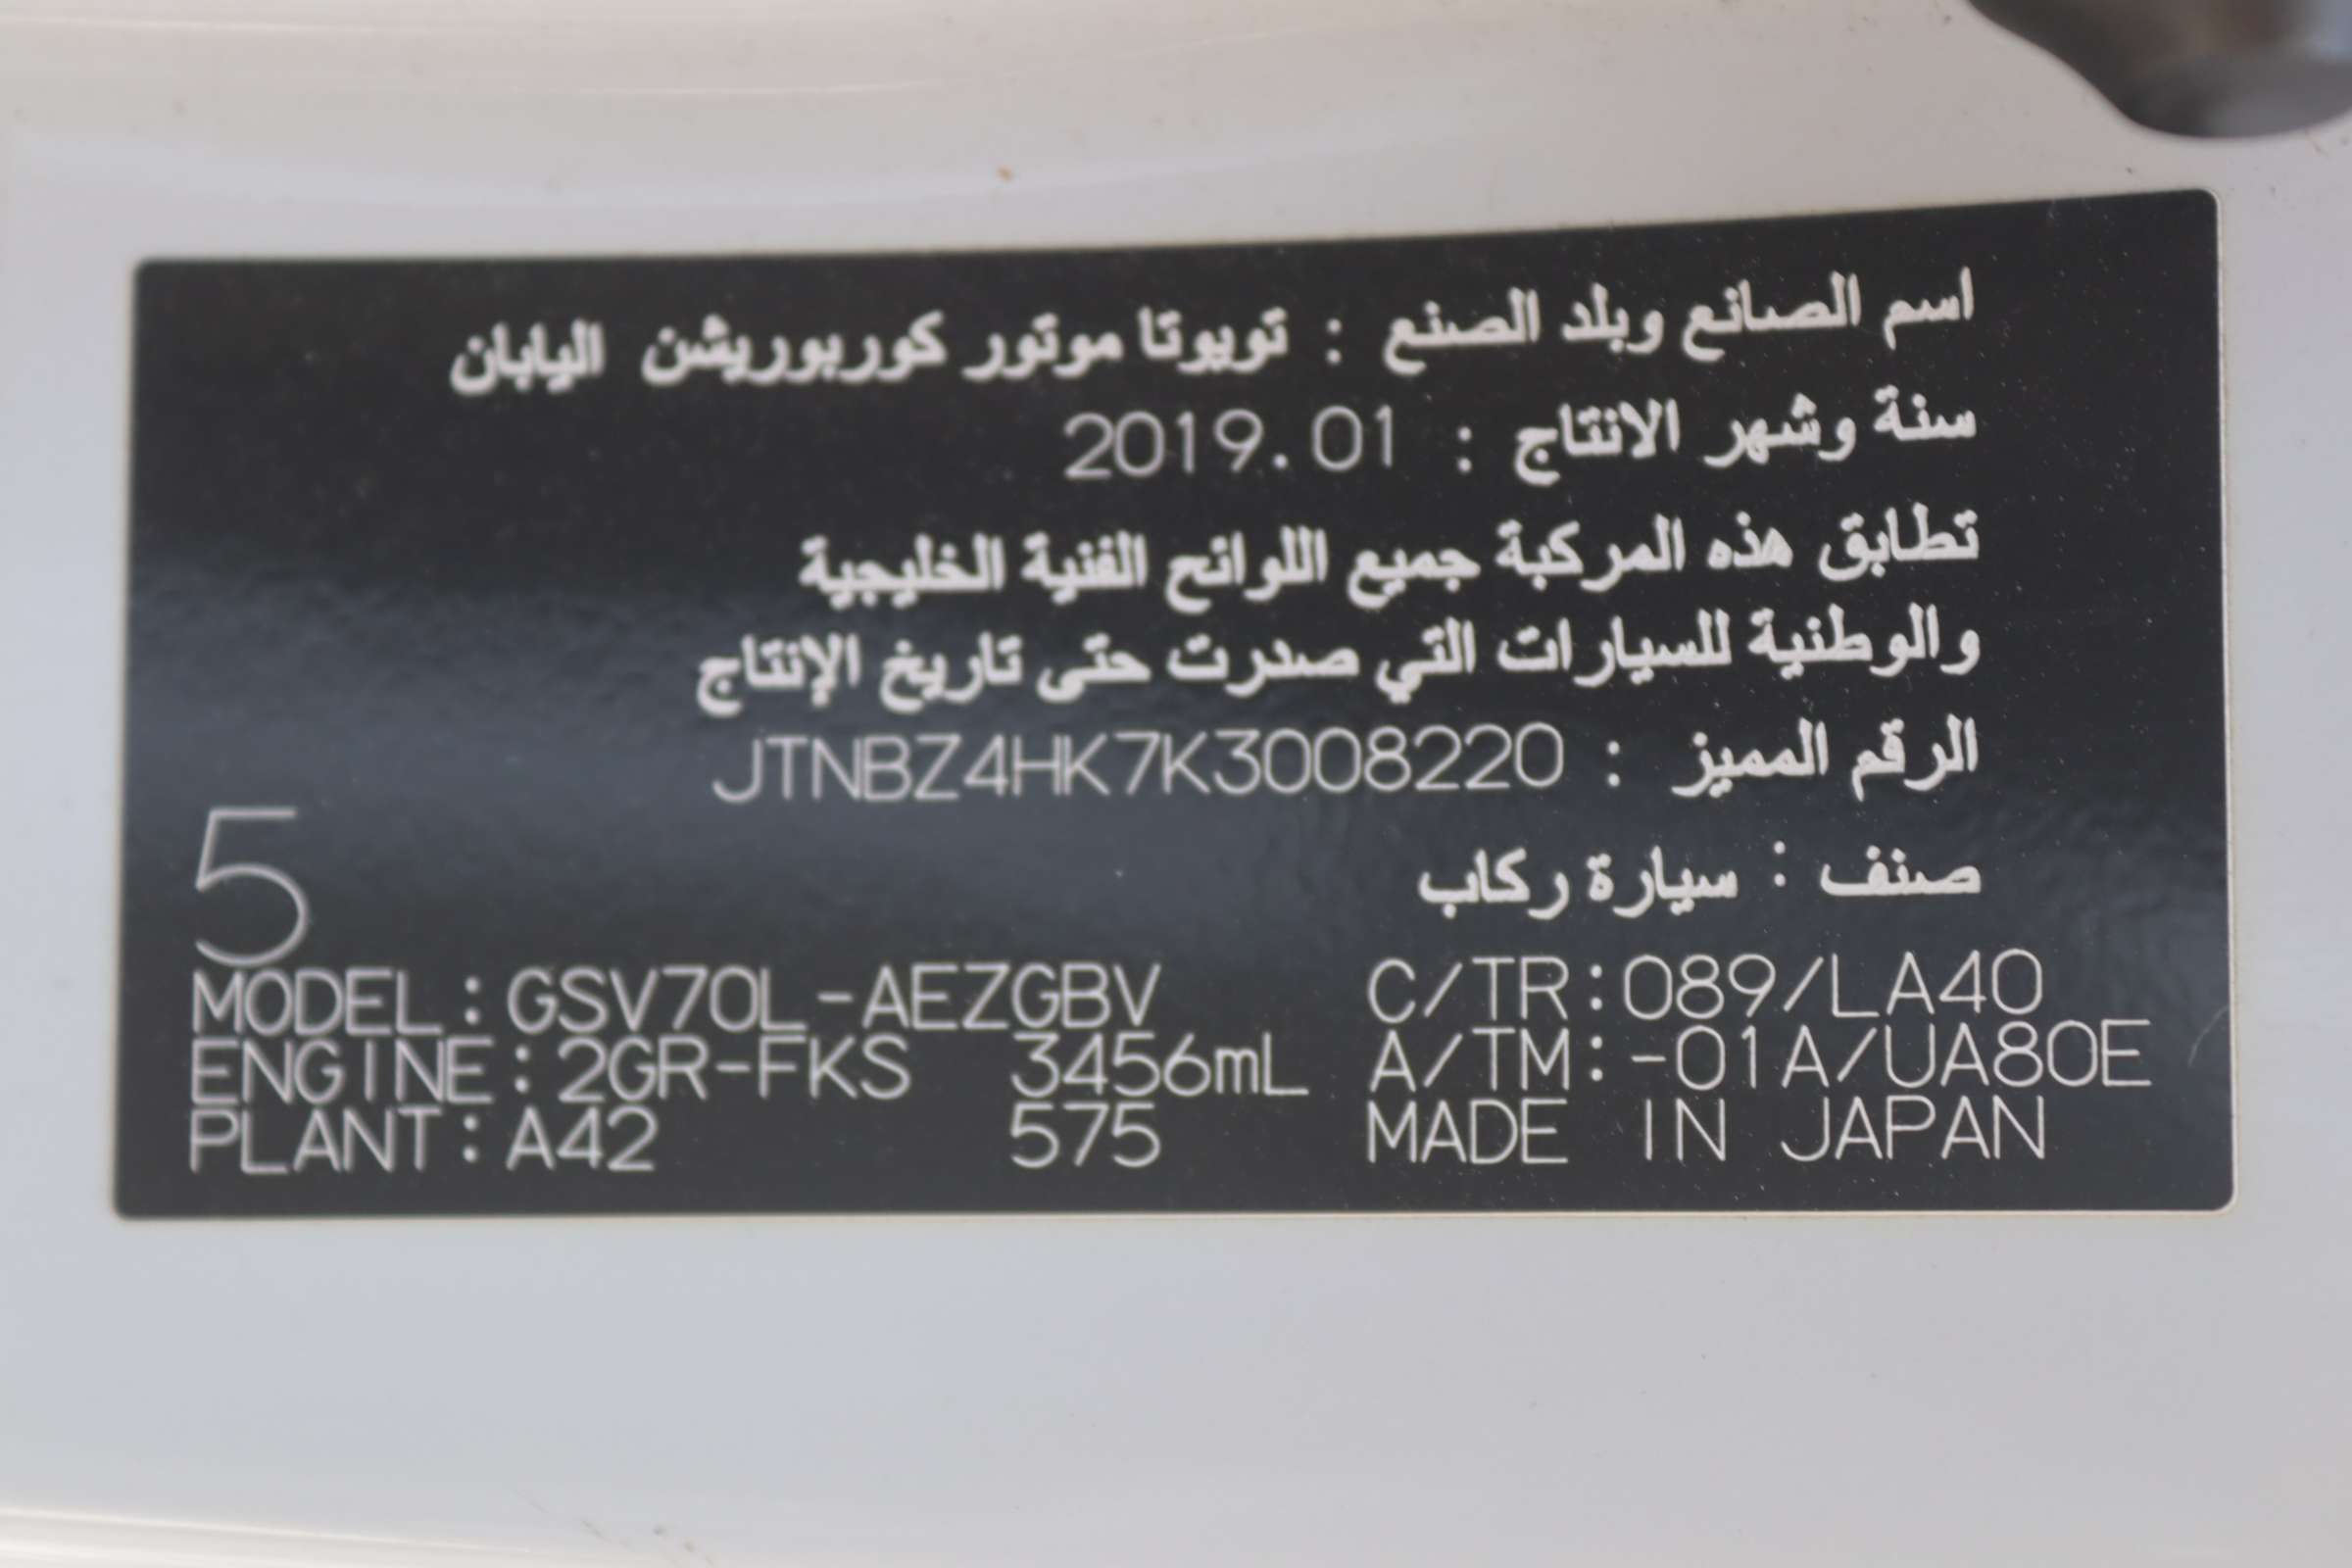 اسم الصانع وبلد الصنع : تويوتا موتور كوربوريشن اليابان
سنة وشهر الانتاج : 2019.01
تطابق هذه المركبة جميع اللوائح الفنية الخليجية
والوطنية للسيارات التي صدرت حتى تاريخ الإنتاج
الرقم المميز : JTNBZ4HK7K3008220
صنف : سيارة ركاب
5
MODEL:GSV70L-AEZGBV C/TR:089/LA40
ENGINE:2GR-FKS 3456mL A/TM:-01A/UA80E
PLANT:A42 575 MADE IN JAPAN